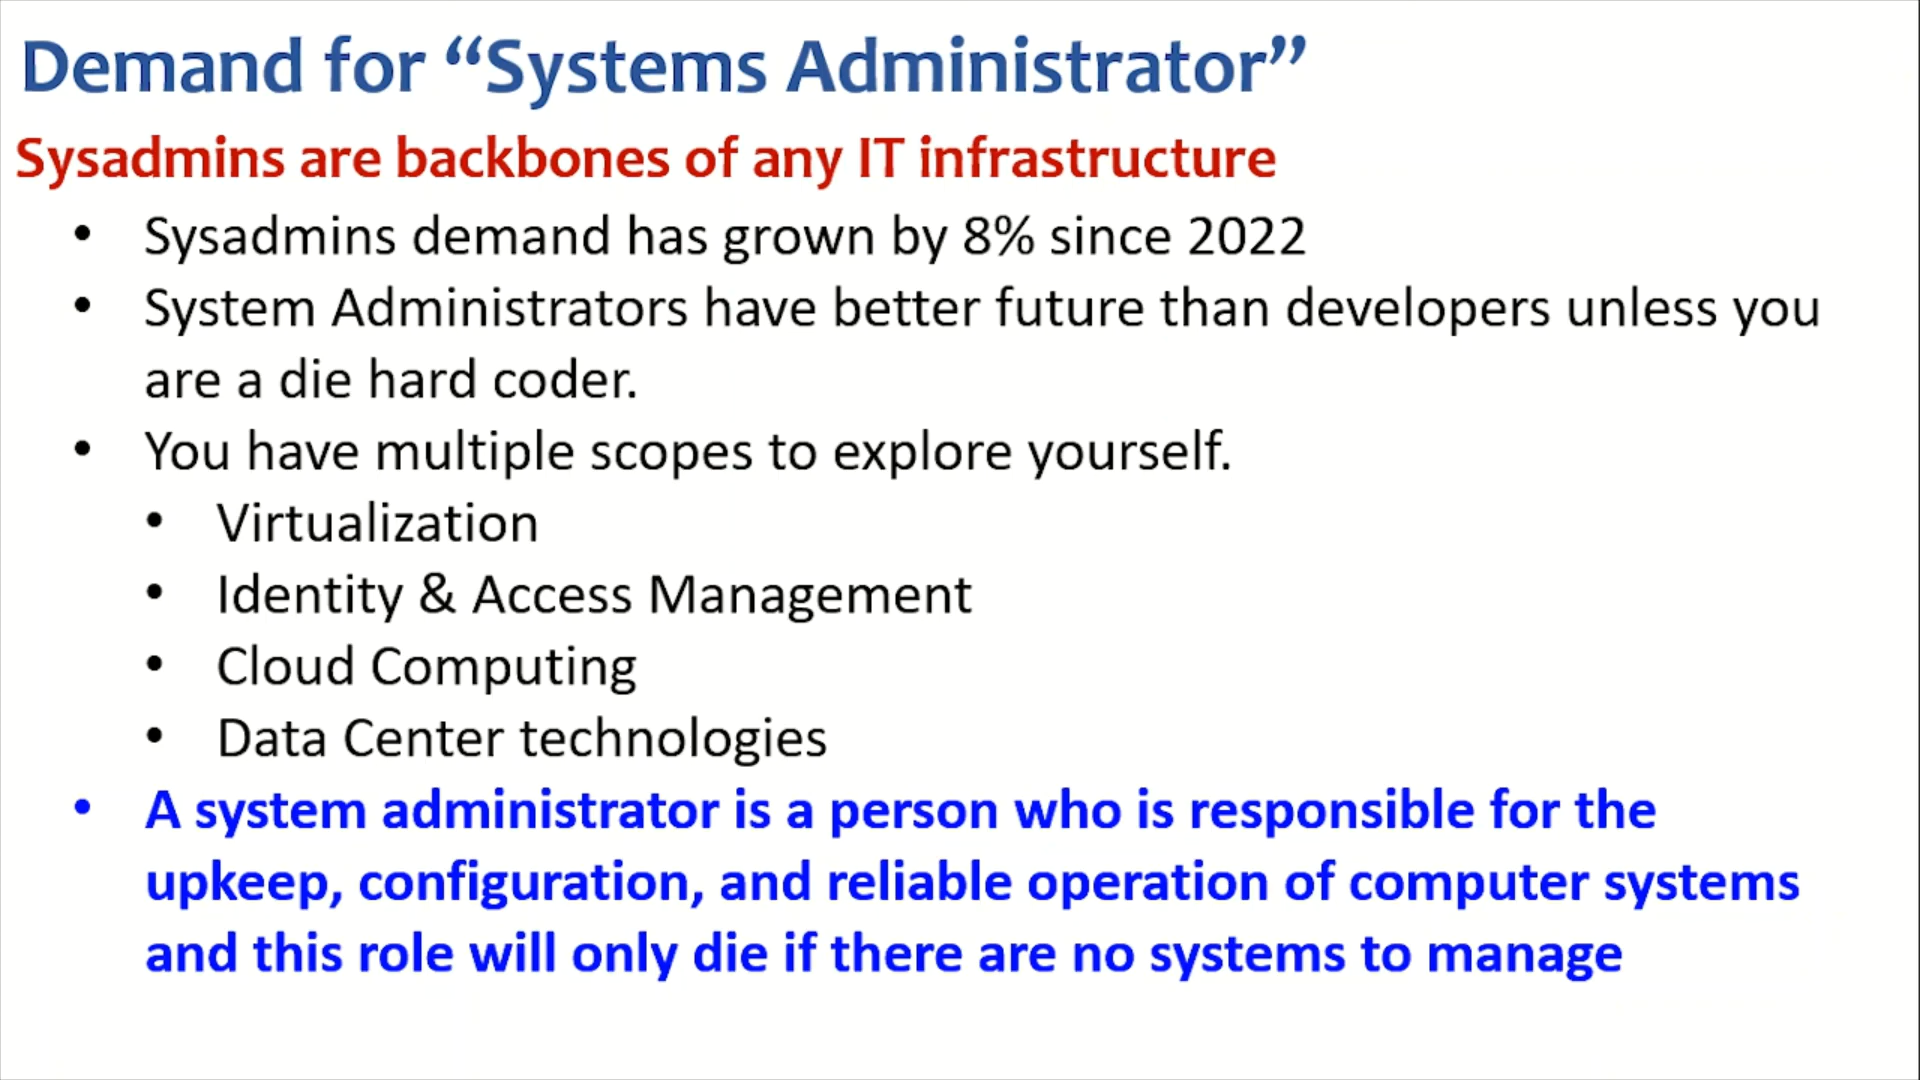 Demand for “Systems Administrator”
Sysadmins are backbones of any IT infrastructure
• Sysadmins demand has grown by 8% since 2022
• System Administrators have better future than developers unless you
are a die hard coder.
• You have multiple scopes to explore yourself.
• Virtualization
• Identity & Access Management
• Cloud Computing
• Data Center technologies
• A system administrator is a person who is responsible for the
upkeep, configuration, and reliable operation of computer systems
and this role will only die if there are no systems to manage